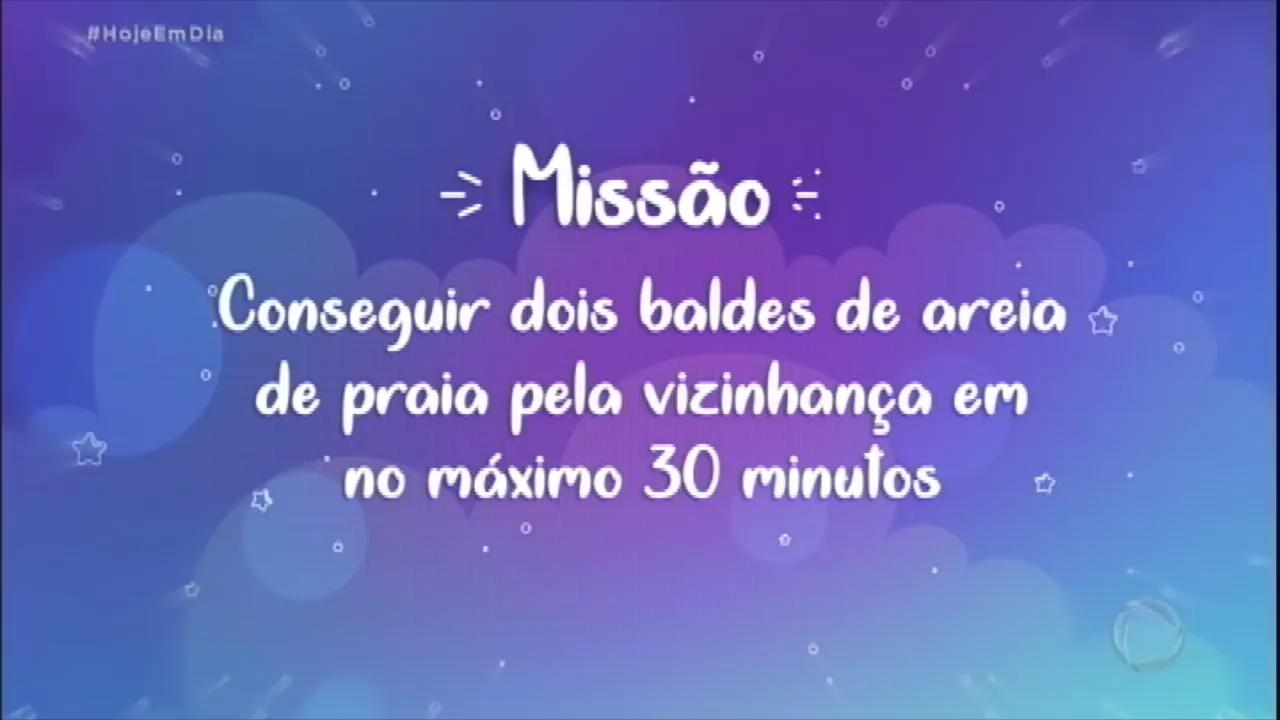 #HojeEmDia
Missão
Conseguir dois baldes de areia
de praia pela vizinhança em
no máximo 30 minutos